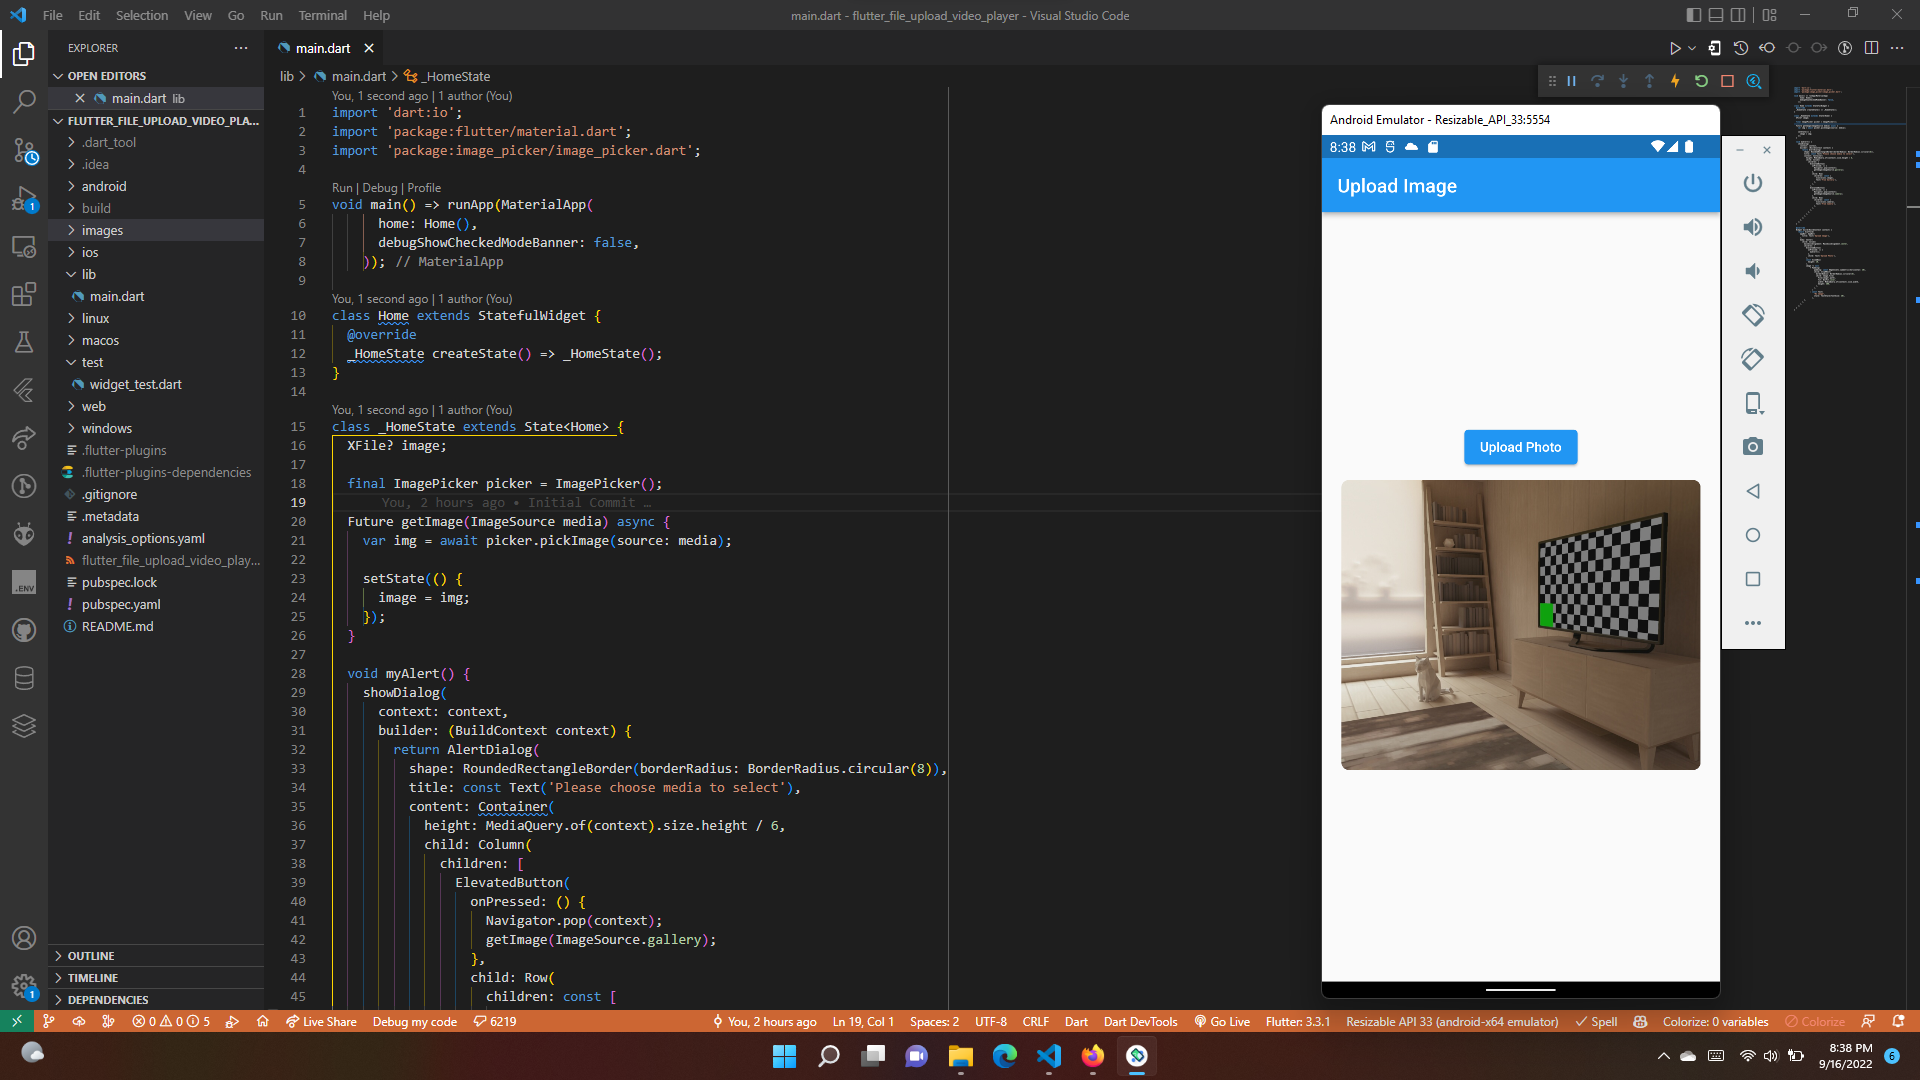 File Edit Selection View Go Run Terminal Help
main.dart - flutter_file_upload_video_player - Visual Studio Code
EXPLORER
OPEN EDITORS
main.dart lib
FLUTTER_FILE_UPLOAD_VIDEO_PLA...
.dart_tool
.idea
android
build
images
ios
lib
main.dart
linux
macos
test
widget_test.dart
web
windows
.flutter-plugins
.flutter-plugins-dependencies
.gitignore
.metadata
analysis_options.yaml
flutter_file_upload_video_play...
pubspec.lock
pubspec.yaml
README.md
OUTLINE
TIMELINE
DEPENDENCIES
main.dart
lib > main.dart > _HomeState
You, 1 second ago | 1 author (You)
1 import 'dart:io';
2 import 'package:flutter/material.dart';
3 import 'package:image_picker/image_picker.dart';
4
Run | Debug | Profile
5 void main() => runApp(MaterialApp(
6 home: Home(),
7 debugShowCheckedModeBanner: false,
8 )); // MaterialApp
9
You, 1 second ago | 1 author (You)
10 class Home extends StatefulWidget {
11 @override
12 _HomeState createState() => _HomeState();
13 }
14
You, 1 second ago | 1 author (You)
15 class _HomeState extends State<Home> {
16 XFile? image;
17
18 final ImagePicker picker = ImagePicker();
19 You, 2 hours ago • Initial Commit …
20 Future getImage(ImageSource media) async {
21 var img = await picker.pickImage(source: media);
22
23 setState(() {
24 image = img;
25 });
26 }
27
28 void myAlert() {
29 showDialog(
30 context: context,
31 builder: (BuildContext context) {
32 return AlertDialog(
33 shape: RoundedRectangleBorder(borderRadius: BorderRadius.circular(8)),
34 title: const Text('Please choose media to select'),
35 content: Container(
36 height: MediaQuery.of(context).size.height / 6,
37 child: Column(
38 children: [
39 ElevatedButton(
40 onPressed: () {
41 Navigator.pop(context);
42 getImage(ImageSource.gallery);
43 },
44 child: Row(
45 children: const [
Android Emulator - Resizable_API_33:5554
8:38
Upload Image
Upload Photo
1
.ENV
1
0 0 5 Live Share Debug my code 6219 You, 2 hours ago Ln 19, Col 1 Spaces: 2 UTF-8 CRLF Dart Dart DevTools Go Live Flutter: 3.3.1 Resizable API 33 (android-x64 emulator) Spell Colorize: 0 variables Colorize
8:38 PM
9/16/2022
6